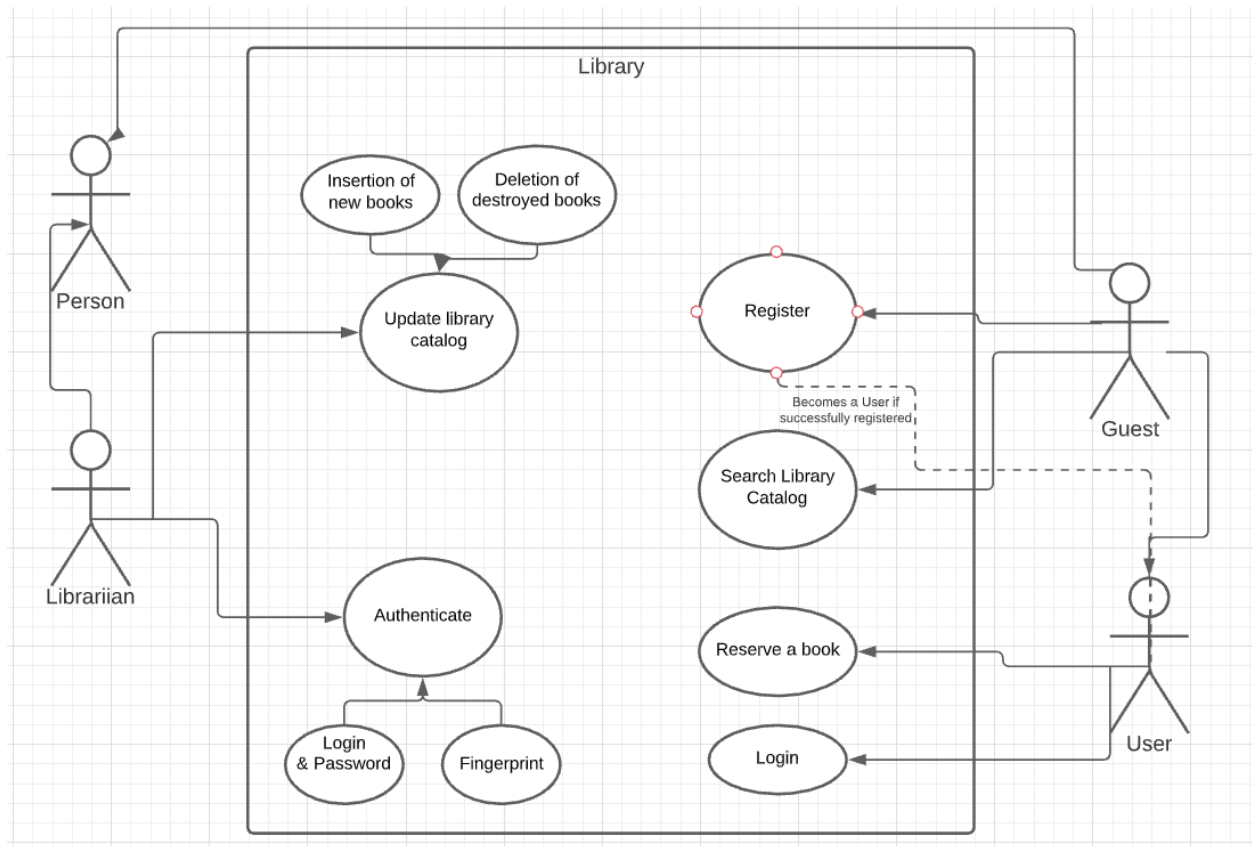 Library
Insertion of
new books
Deletion of
destroyed books
Person
Update library
catalog
Register
Becomes a User if
successfully registered
Guest
Search Library
Catalog
Librariian
Authenticate
Reserve a book
Login
& Password
Fingerprint
Login
User